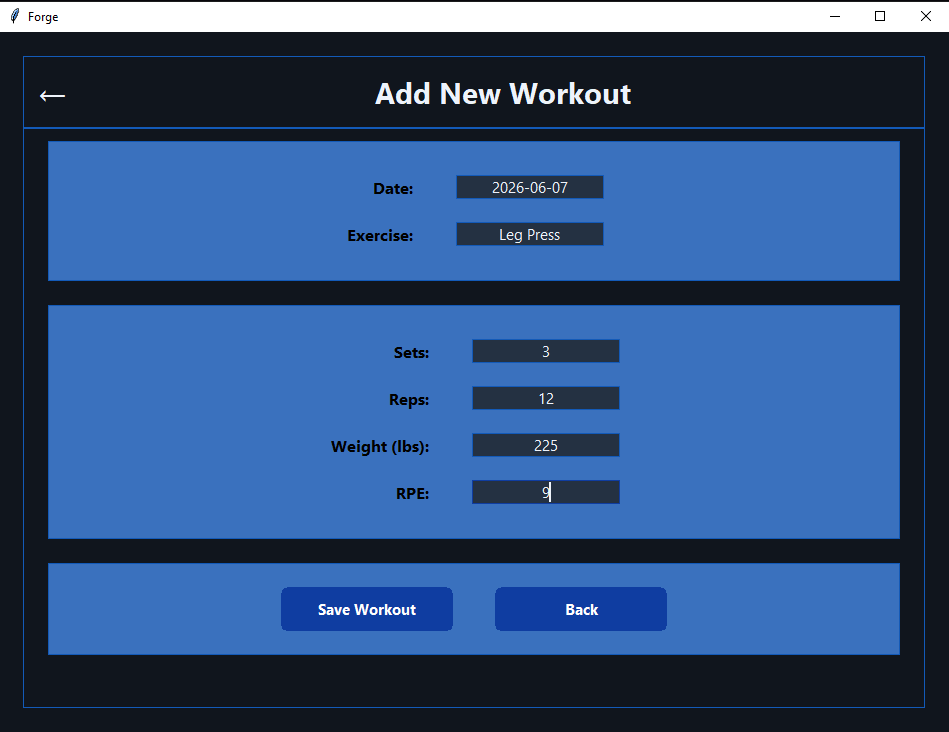 Forge
← Add New Workout
Date: 2026-06-07
Exercise: Leg Press
Sets: 3
Reps: 12
Weight (lbs): 225
RPE: 9
Save Workout Back